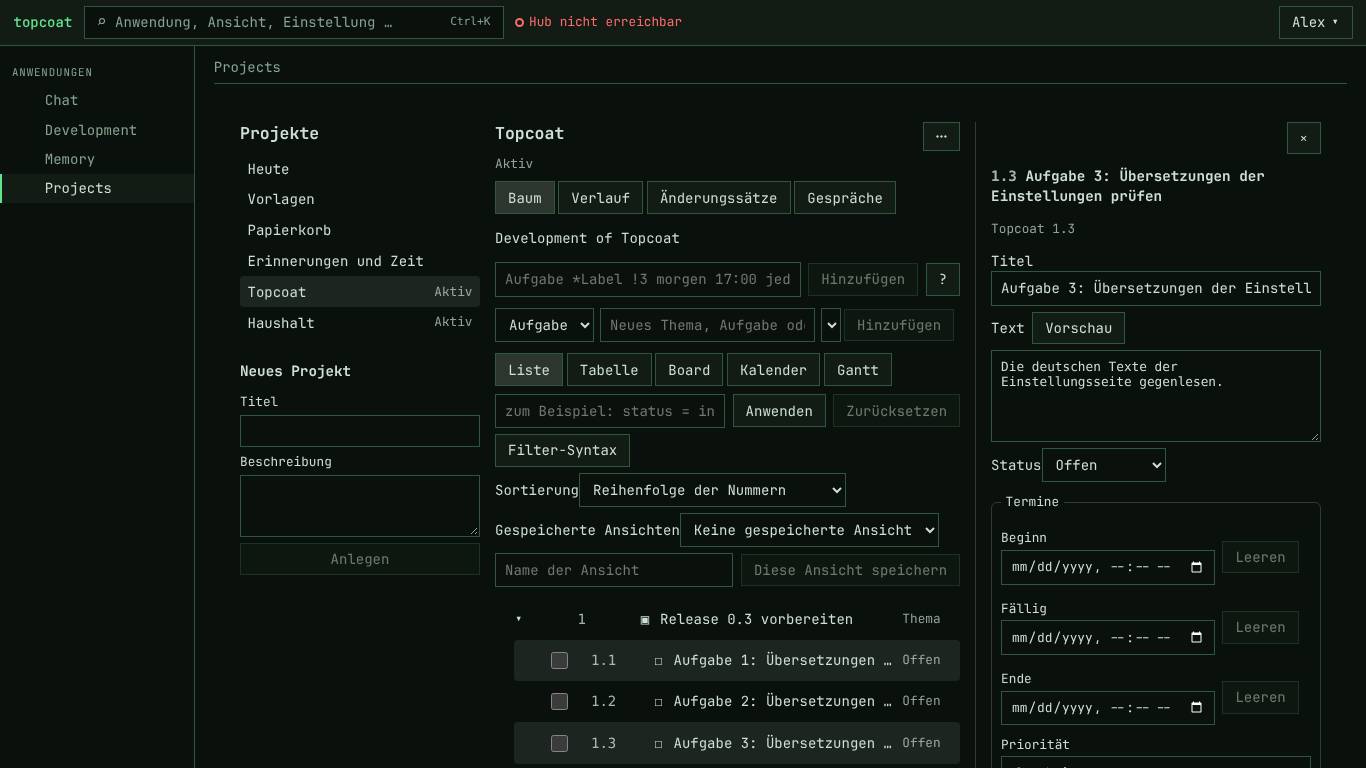 topcoat
Anwendung, Ansicht, Einstellung …
Ctrl+K
Hub nicht erreichbar
Alex
ANWENDUNGEN
Chat
Development
Memory
Projects
Projects
Projekte
Heute
Vorlagen
Papierkorb
Erinnerungen und Zeit
Topcoat Aktiv
Haushalt Aktiv
Neues Projekt
Titel
Beschreibung
Anlegen
Topcoat
…
Aktiv
Baum Verlauf Änderungssätze Gespräche
Development of Topcoat
Aufgabe *Label !3 morgen 17:00 jed Hinzufügen ?
Aufgabe Neues Thema, Aufgabe ode Hinzufügen
Liste Tabelle Board Kalender Gantt
zum Beispiel: status = in Anwenden Zurücksetzen
Filter-Syntax
Sortierung Reihenfolge der Nummern
Gespeicherte Ansichten Keine gespeicherte Ansicht
Name der Ansicht Diese Ansicht speichern
1 Release 0.3 vorbereiten Thema
1.1 Aufgabe 1: Übersetzungen … Offen
1.2 Aufgabe 2: Übersetzungen … Offen
1.3 Aufgabe 3: Übersetzungen … Offen
×
1.3 Aufgabe 3: Übersetzungen der
Einstellungen prüfen
Topcoat 1.3
Titel
Aufgabe 3: Übersetzungen der Einstell
Text Vorschau
Die deutschen Texte der
Einstellungsseite gegenlesen.
Status Offen
Termine
Beginn
mm/dd/yyyy, --:-- -- Leeren
Fällig
mm/dd/yyyy, --:-- -- Leeren
Ende
mm/dd/yyyy, --:-- -- Leeren
Priorität